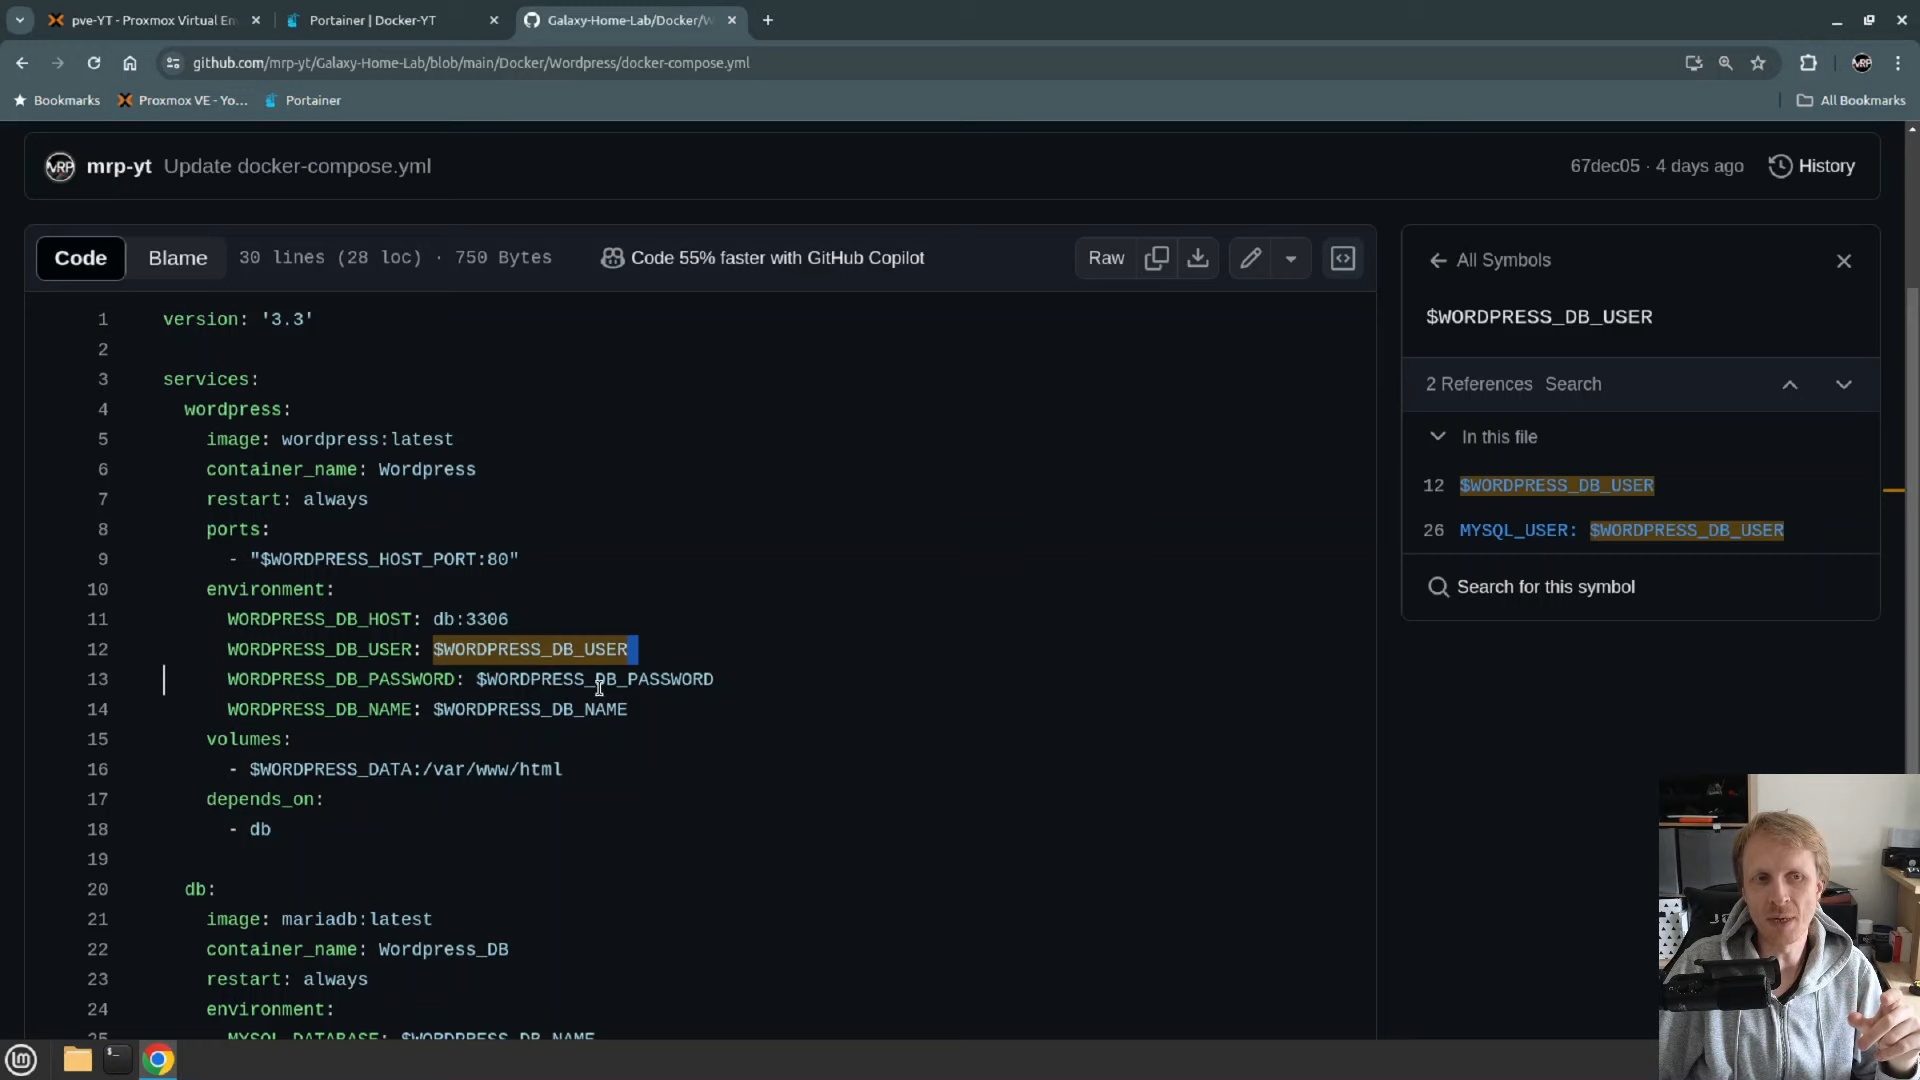 pve-YT - Proxmox Virtual En
Portainer | Docker-YT
Galaxy-Home-Lab/Docker/W
github.com/mrp-yt/Galaxy-Home-Lab/blob/main/Docker/Wordpress/docker-compose.yml
Bookmarks
Proxmox VE - Yo...
Portainer
All Bookmarks
mrp-yt Update docker-compose.yml
67dec05 · 4 days ago
History
Code
Blame
30 lines (28 loc) · 750 Bytes
Code 55% faster with GitHub Copilot
Raw
1 version: '3.3'
2
3 services:
4 wordpress:
5 image: wordpress:latest
6 container_name: Wordpress
7 restart: always
8 ports:
9 - "$WORDPRESS_HOST_PORT:80"
10 environment:
11 WORDPRESS_DB_HOST: db:3306
12 WORDPRESS_DB_USER: $WORDPRESS_DB_USER
13 WORDPRESS_DB_PASSWORD: $WORDPRESS_DB_PASSWORD
14 WORDPRESS_DB_NAME: $WORDPRESS_DB_NAME
15 volumes:
16 - $WORDPRESS_DATA:/var/www/html
17 depends_on:
18 - db
19
20 db:
21 image: mariadb:latest
22 container_name: Wordpress_DB
23 restart: always
24 environment:
25 MYSQL_DATABASE: $WORDPRESS_DB_NAME
All Symbols
$WORDPRESS_DB_USER
2 References Search
In this file
12 $WORDPRESS_DB_USER
26 MYSQL_USER: $WORDPRESS_DB_USER
Search for this symbol